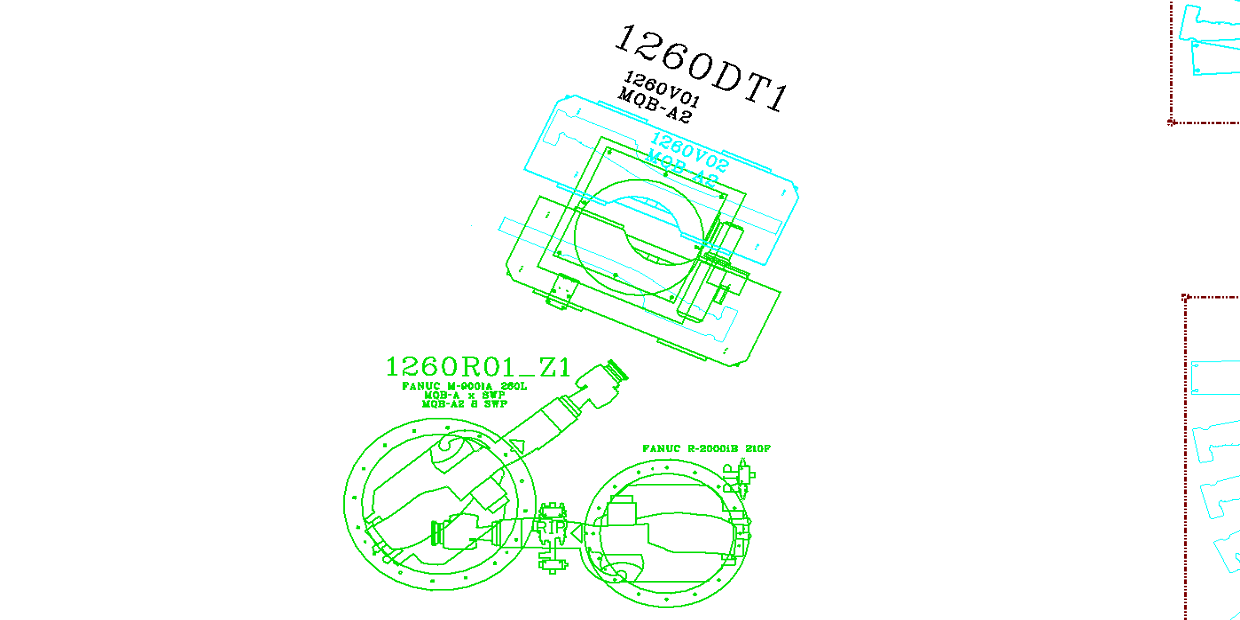 1260DT1
1260V01
MQB-A2
1260V02
MQB-A2
1260R01_Z1
FANUC M-900iA 260L
MQB-A x SWP
MQB-A2 8 SWP
FANUC R-2000iB 210F
RIP